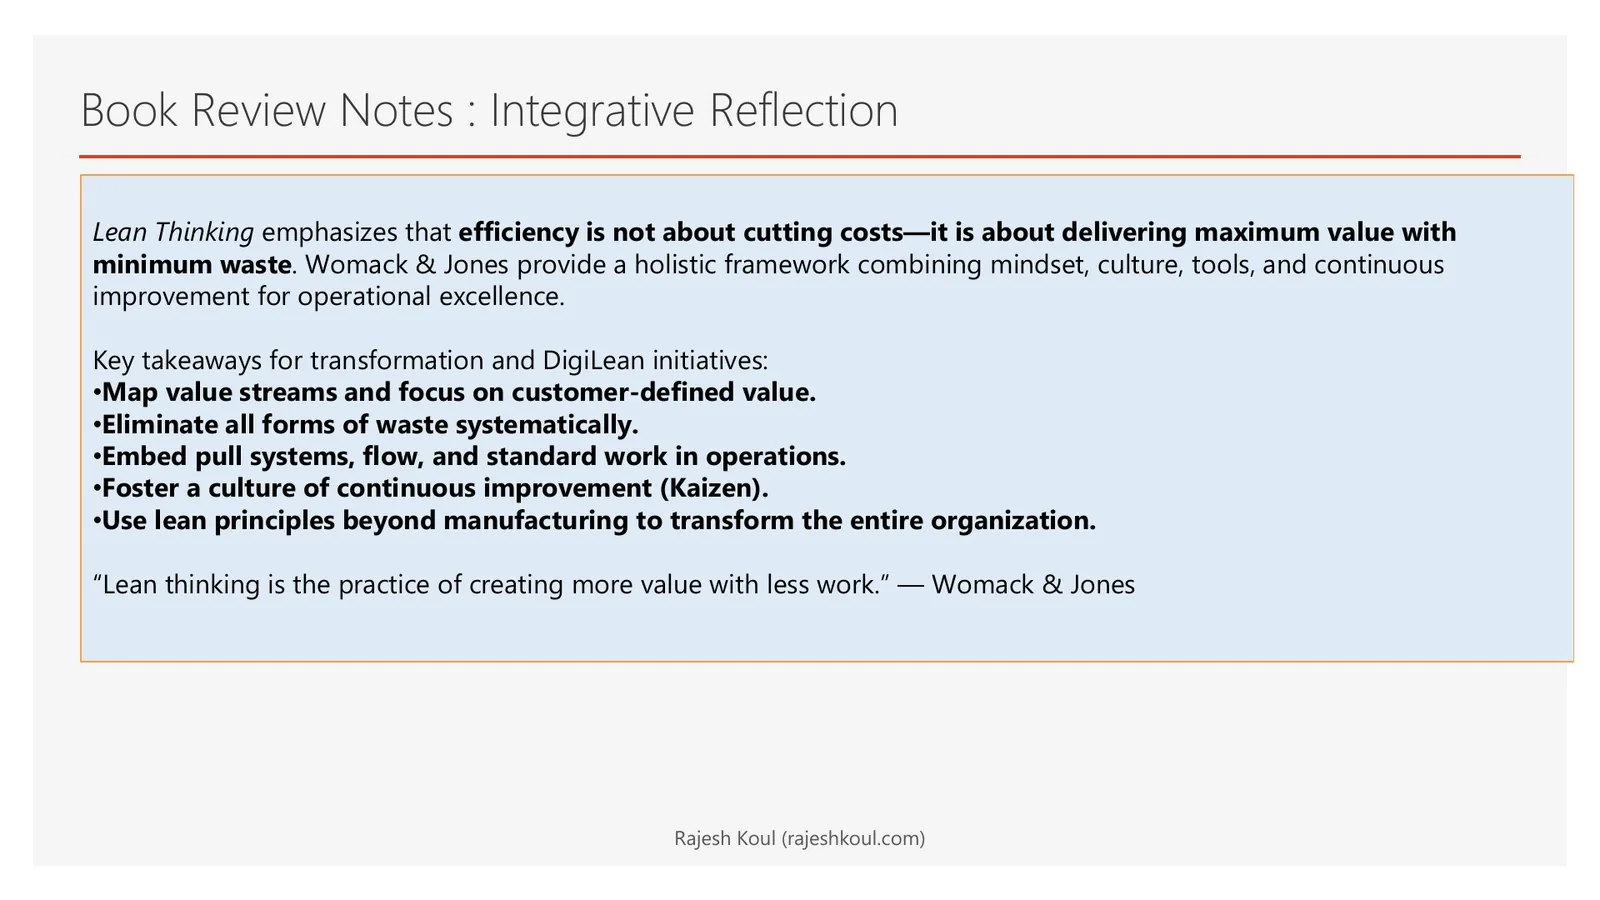 Book Review Notes : Integrative Reflection
Lean Thinking emphasizes that efficiency is not about cutting costs—it is about delivering maximum value with
minimum waste. Womack & Jones provide a holistic framework combining mindset, culture, tools, and continuous
improvement for operational excellence.
Key takeaways for transformation and DigiLean initiatives:
•Map value streams and focus on customer-defined value.
•Eliminate all forms of waste systematically.
•Embed pull systems, flow, and standard work in operations.
•Foster a culture of continuous improvement (Kaizen).
•Use lean principles beyond manufacturing to transform the entire organization.
“Lean thinking is the practice of creating more value with less work.” — Womack & Jones
Rajesh Koul (rajeshkoul.com)